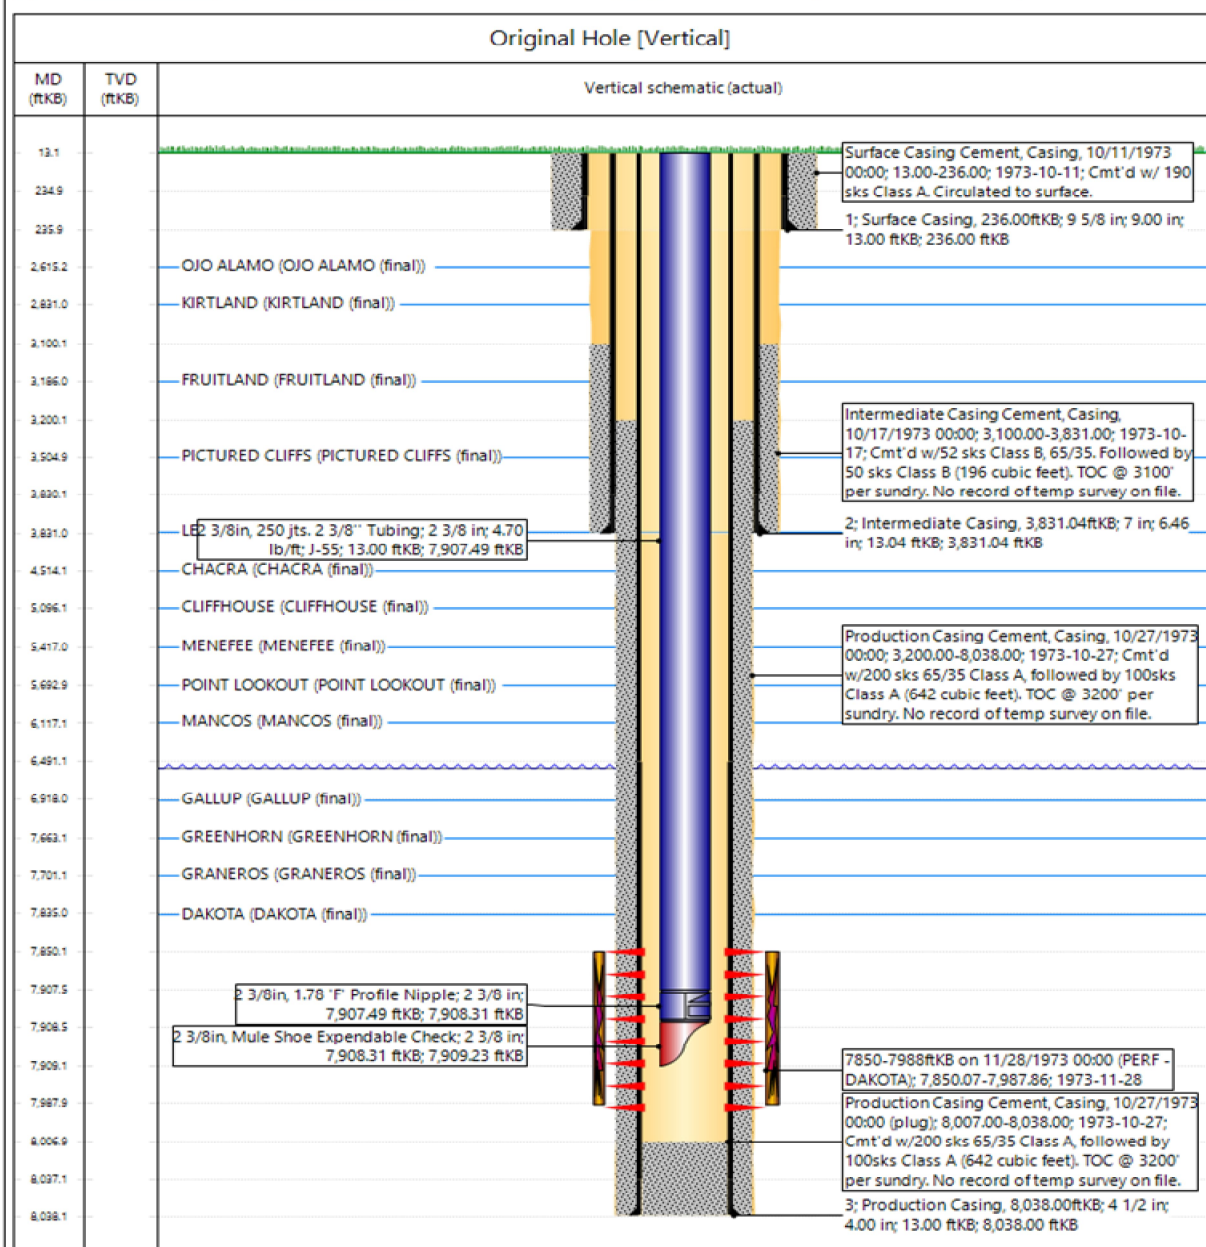 Original Hole [Vertical]
MD
(ftKB)
TVD
(ftKB)
Vertical schematic (actual)
13.1
234.9
235.9
2,615.2
2,831.0
3,100.1
3,186.0
3,200.1
3,504.9
3,830.1
3,831.0
4,514.1
5,096.1
5,417.0
5,692.9
6,117.1
6,491.1
6,918.0
7,663.1
7,701.1
7,835.0
7,850.1
7,907.5
7,908.5
7,909.1
7,987.9
8,006.9
8,037.1
8,038.1
OJO ALAMO (OJO ALAMO (final))
KIRTLAND (KIRTLAND (final))
FRUITLAND (FRUITLAND (final))
PICTURED CLIFFS (PICTURED CLIFFS (final))
LE
2 3/8in, 250 jts. 2 3/8'' Tubing; 2 3/8 in; 4.70
lb/ft; J-55; 13.00 ftKB; 7,907.49 ftKB
CHACRA (CHACRA (final))
CLIFFHOUSE (CLIFFHOUSE (final))
MENEFEE (MENEFEE (final))
POINT LOOKOUT (POINT LOOKOUT (final))
MANCOS (MANCOS (final))
GALLUP (GALLUP (final))
GREENHORN (GREENHORN (final))
GRANEROS (GRANEROS (final))
DAKOTA (DAKOTA (final))
2 3/8in, 1.78 'F' Profile Nipple; 2 3/8 in;
7,907.49 ftKB; 7,908.31 ftKB
2 3/8in, Mule Shoe Expendable Check; 2 3/8 in;
7,908.31 ftKB; 7,909.23 ftKB
Surface Casing Cement, Casing, 10/11/1973
00:00; 13.00-236.00; 1973-10-11; Cmt'd w/ 190
sks Class A. Circulated to surface.
1; Surface Casing, 236.00ftKB; 9 5/8 in; 9.00 in;
13.00 ftKB; 236.00 ftKB
Intermediate Casing Cement, Casing,
10/17/1973 00:00; 3,100.00-3,831.00; 1973-10-
17; Cmt'd w/52 sks Class B, 65/35. Followed by
50 sks Class B (196 cubic feet). TOC @ 3100'
per sundry. No record of temp survey on file.
2; Intermediate Casing, 3,831.04ftKB; 7 in; 6.46
in; 13.04 ftKB; 3,831.04 ftKB
Production Casing Cement, Casing, 10/27/1973
00:00; 3,200.00-8,038.00; 1973-10-27; Cmt'd
w/200 sks 65/35 Class A, followed by 100sks
Class A (642 cubic feet). TOC @ 3200' per
sundry. No record of temp survey on file.
7850-7988ftKB on 11/28/1973 00:00 (PERF -
DAKOTA); 7,850.07-7,987.86; 1973-11-28
Production Casing Cement, Casing, 10/27/1973
00:00 (plug); 8,007.00-8,038.00; 1973-10-27;
Cmt'd w/200 sks 65/35 Class A, followed by
100sks Class A (642 cubic feet). TOC @ 3200'
per sundry. No record of temp survey on file.
3; Production Casing, 8,038.00ftKB; 4 1/2 in;
4.00 in; 13.00 ftKB; 8,038.00 ftKB